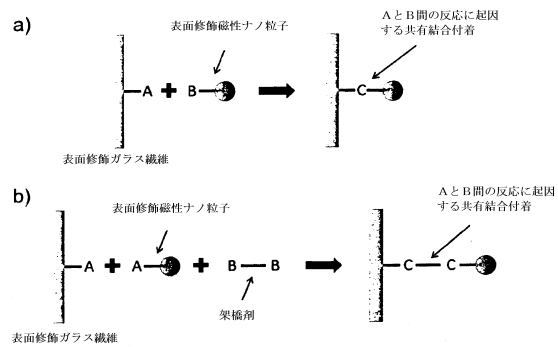 a)
表面修飾磁性ナノ粒子
AとB間の反応に起因
する共有結合付着
A + B
C
表面修飾ガラス繊維
b)
表面修飾磁性ナノ粒子
AとB間の反応に起因
する共有結合付着
A + A + B B
C C
架橋剤
表面修飾ガラス繊維